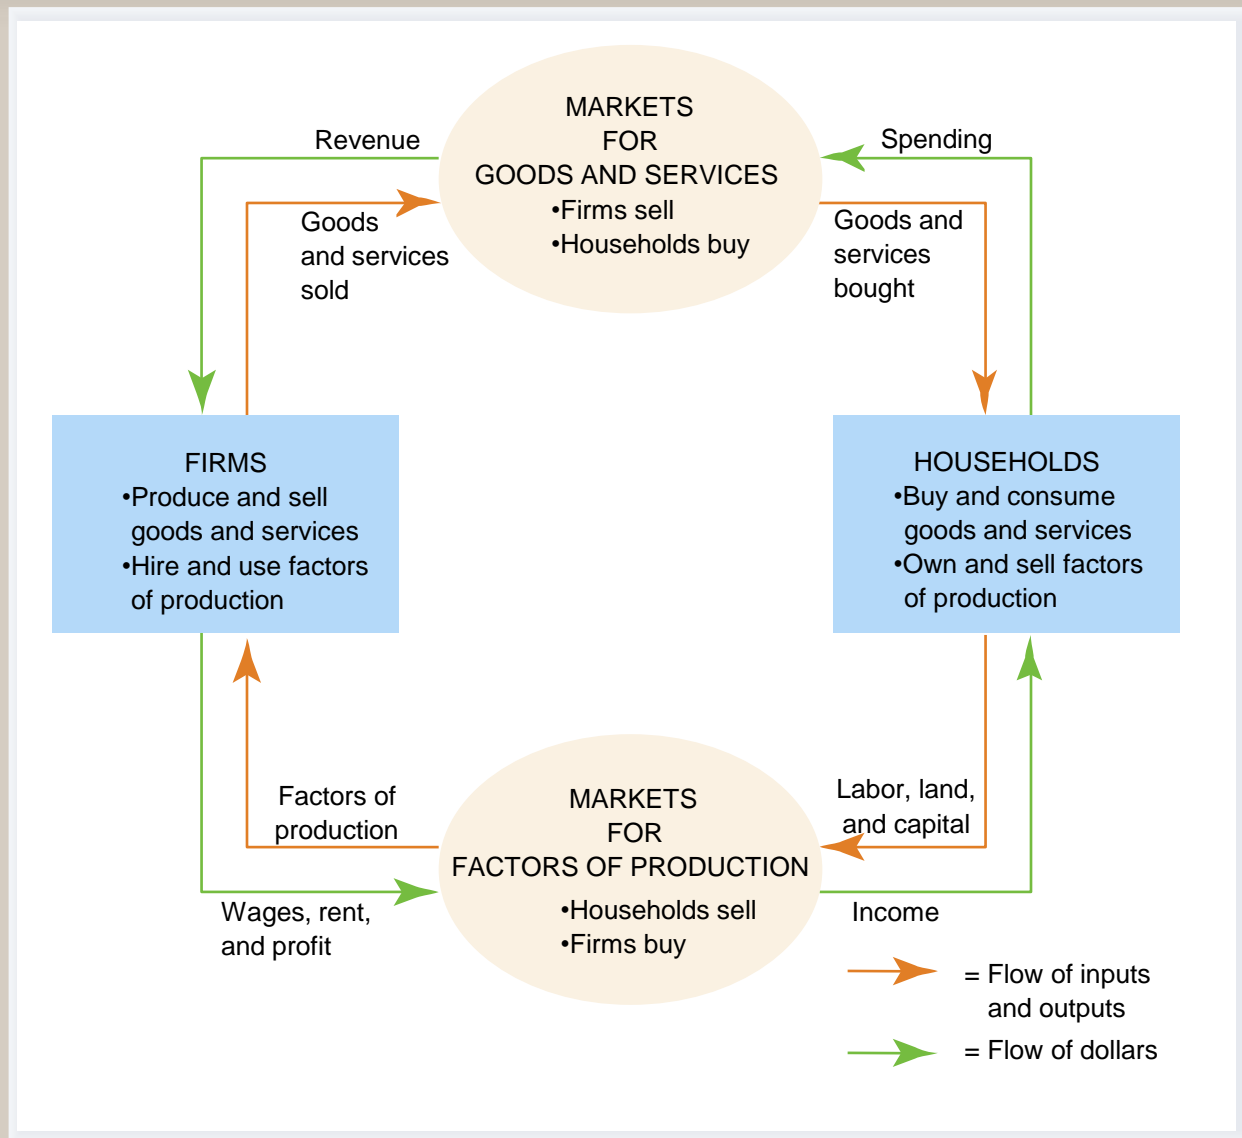 MARKETS
FOR
GOODS AND SERVICES
•Firms sell
•Households buy
Revenue
Spending
Goods
and services
sold
Goods and
services
bought
FIRMS
•Produce and sell
goods and services
•Hire and use factors
of production
HOUSEHOLDS
•Buy and consume
goods and services
•Own and sell factors
of production
Factors of
production
Labor, land,
and capital
MARKETS
FOR
FACTORS OF PRODUCTION
•Households sell
•Firms buy
Wages, rent,
and profit
Income
= Flow of inputs
and outputs
= Flow of dollars